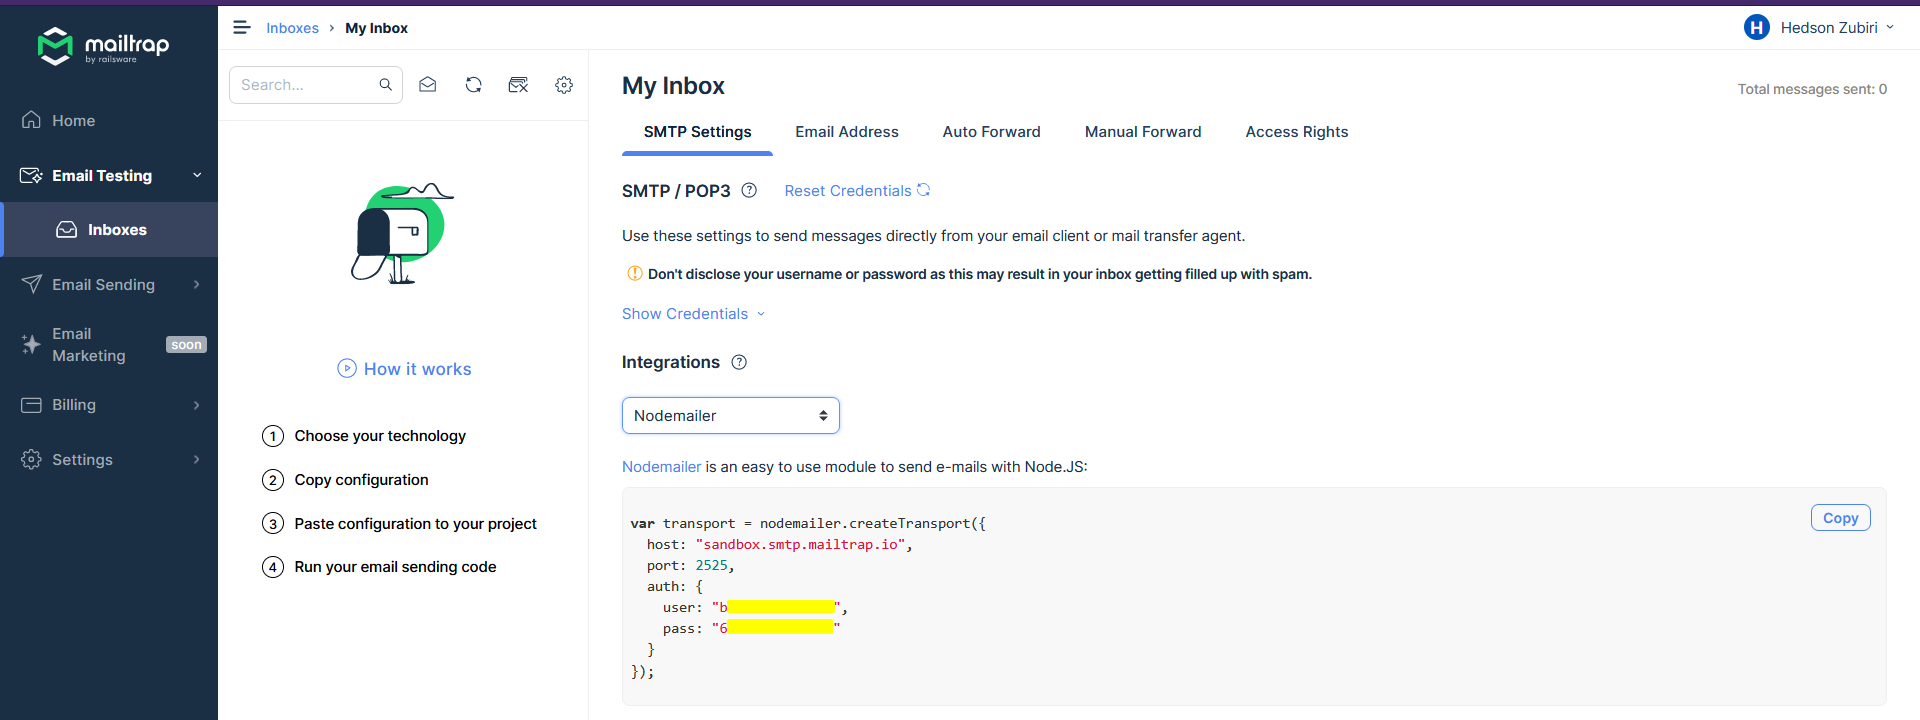 mailtrap
by railsware
Home
Email Testing
Inboxes
Email Sending
Email
Marketing
soon
Billing
Settings
Inboxes › My Inbox
H Hedson Zubiri
Search...
How it works
1 Choose your technology
2 Copy configuration
3 Paste configuration to your project
4 Run your email sending code
My Inbox
Total messages sent: 0
SMTP Settings Email Address Auto Forward Manual Forward Access Rights
SMTP / POP3 ? Reset Credentials
Use these settings to send messages directly from your email client or mail transfer agent.
! Don't disclose your username or password as this may result in your inbox getting filled up with spam.
Show Credentials
Integrations ?
Nodemailer
Nodemailer is an easy to use module to send e-mails with Node.JS:
Copy
var transport = nodemailer.createTransport({
host: "sandbox.smtp.mailtrap.io",
port: 2525,
auth: {
user: "b",
pass: "6"
}
});